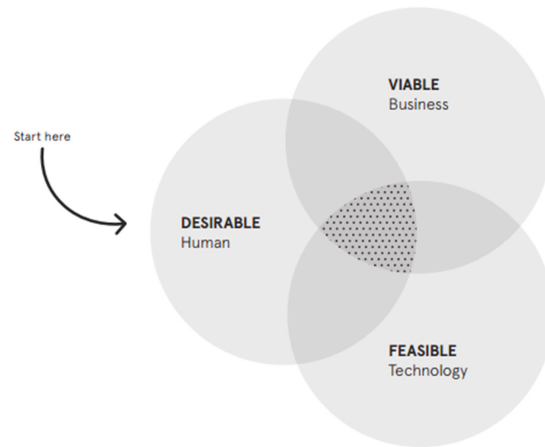 Start here
VIABLE
Business
DESIRABLE
Human
FEASIBLE
Technology